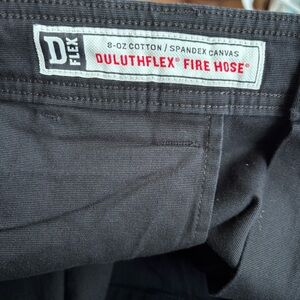 D
FLEX
8-OZ COTTON / SPANDEX CANVAS
DULUTHFLEX® FIRE HOSE®